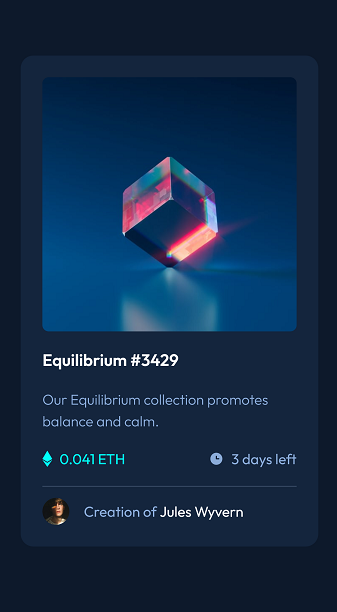 Equilibrium #3429
Our Equilibrium collection promotes
balance and calm.
0.041 ETH
3 days left
Creation of Jules Wyvern